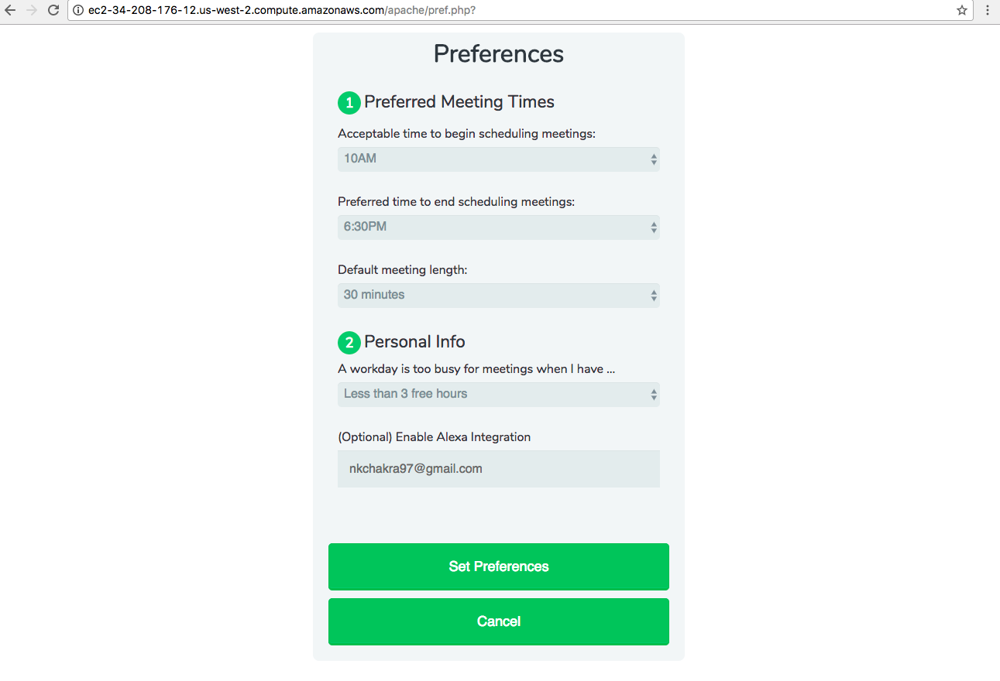 ec2-34-208-176-12.us-west-2.compute.amazonaws.com/apache/pref.php?
Preferences
1 Preferred Meeting Times
Acceptable time to begin scheduling meetings:
10AM
Preferred time to end scheduling meetings:
6:30PM
Default meeting length:
30 minutes
2 Personal Info
A workday is too busy for meetings when I have ...
Less than 3 free hours
(Optional) Enable Alexa Integration
nkchakra97@gmail.com
Set Preferences
Cancel